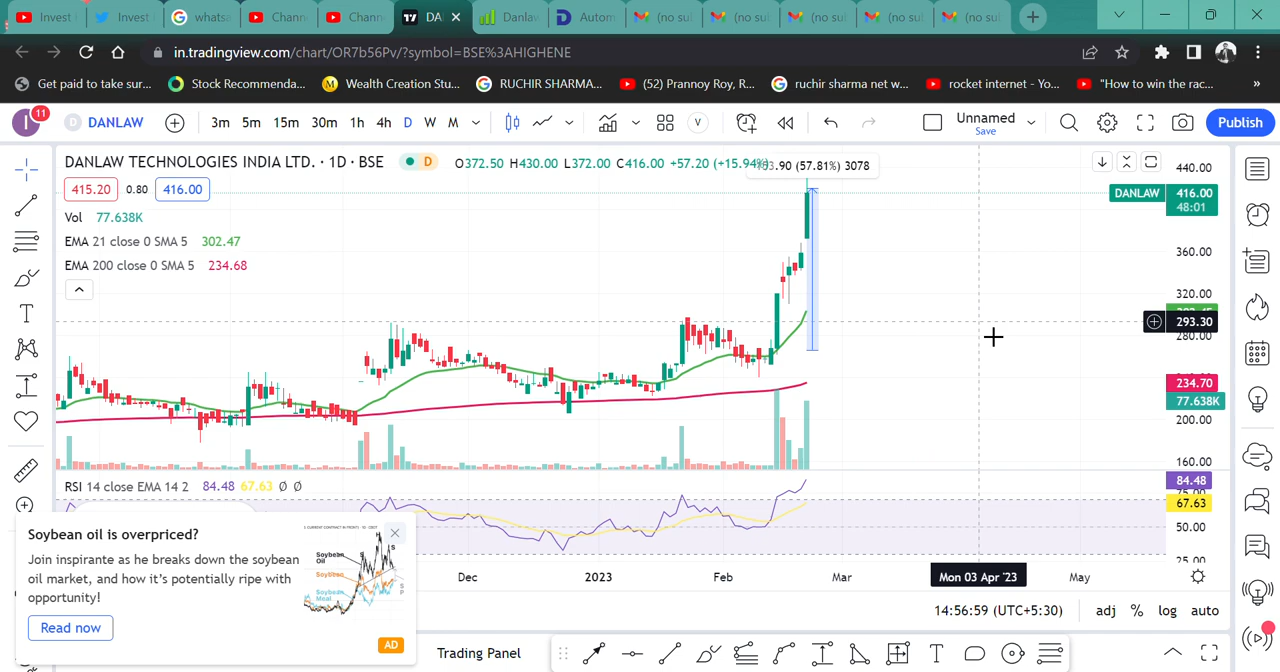 Invest
Invest
whatsa
Chann
Chann
DA
Danlaw
Autom
(no sul
(no sul
(no sul
(no sul
(no sul
in.tradingview.com/chart/OR7b56Pv/?symbol=BSE%3AHIGHENE
Get paid to take sur...
Stock Recommenda...
Wealth Creation Stu...
RUCHIR SHARMA...
(52) Prannoy Roy, R...
ruchir sharma net w...
rocket internet - Yo...
"How to win the rac...
»
I
11
D
DANLAW
3m
5m
15m
30m
1h
4h
D
W
M
V
Unnamed
Save
Publish
DANLAW TECHNOLOGIES INDIA LTD. · 1D · BSE
D
O372.50 H430.00 L372.00 C416.00 +57.20 (+15.94%)
(57.81%) 3078
415.20
0.80
416.00
Vol 77.638K
EMA 21 close 0 SMA 5 302.47
EMA 200 close 0 SMA 5 234.68
440.00
DANLAW
416.00
48:01
360.00
320.00
293.30
280.00
234.70
77.638K
200.00
160.00
RSI 14 close EMA 14 2 84.48 67.63 Ø Ø
84.48
67.63
50.00
25.00
Dec
2023
Feb
Mar
Mon 03 Apr '23
May
14:56:59 (UTC+5:30)
adj
%
log
auto
Soybean oil is overpriced?
Join inspirante as he breaks down the soybean
oil market, and how it's potentially ripe with
opportunity!
Read now
Soybean
Oil
Soybean
Soybean
Meal
H
S
S
AD
Trading Panel